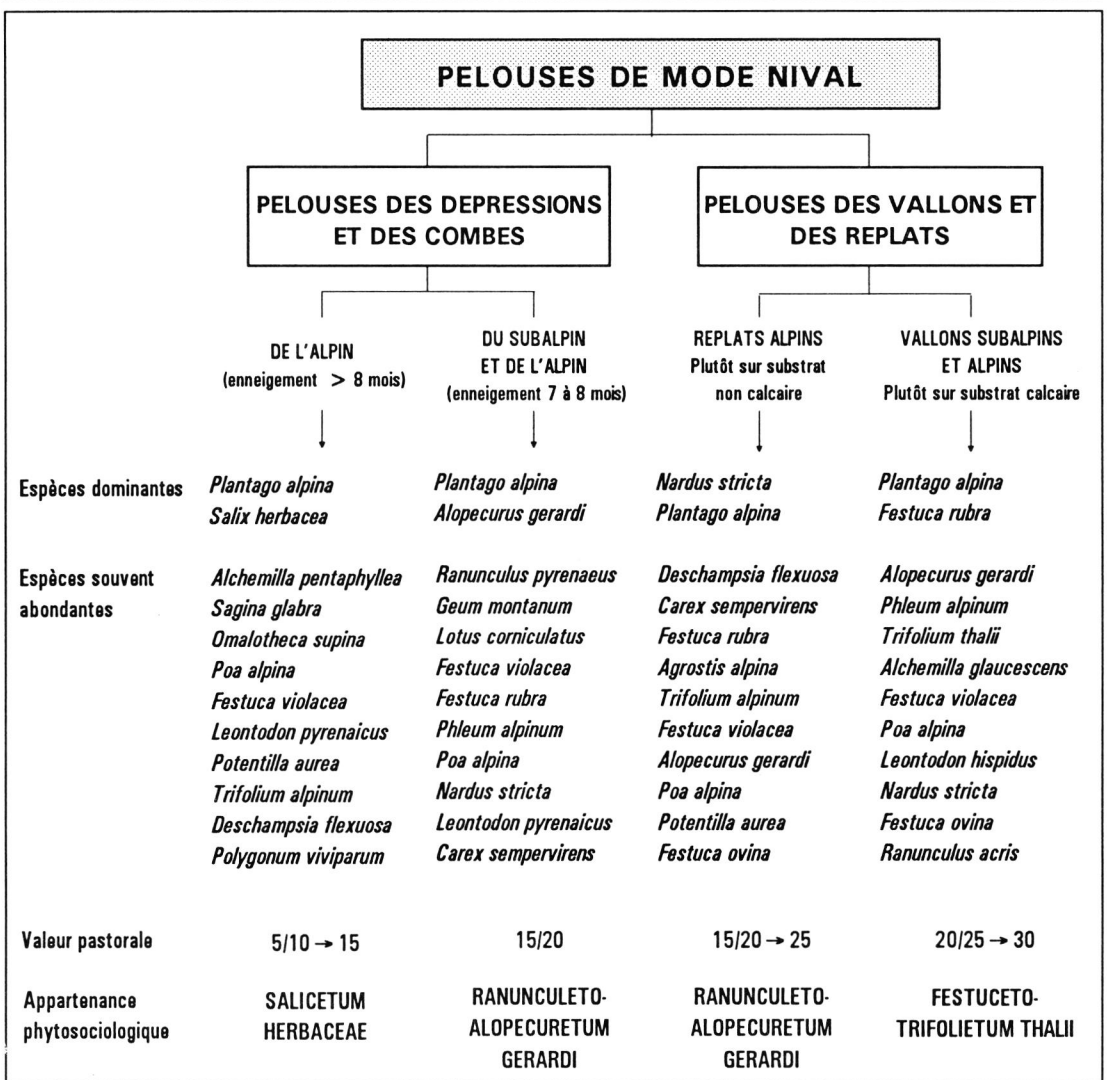 PELOUSES DE MODE NIVAL
PELOUSES DES DEPRESSIONS
ET DES COMBES
PELOUSES DES VALLONS ET
DES REPLATS
DE L'ALPIN
(enneigement > 8 mois)
DU SUBALPIN
ET DE L'ALPIN
(enneigement 7 à 8 mois)
REPLATS ALPINS
Plutôt sur substrat
non calcaire
VALLONS SUBALPINS
ET ALPINS
Plutôt sur substrat calcaire
Espèces dominantes Plantago alpina Plantago alpina Nardus stricta Plantago alpina
Salix herbacea Alopecurus gerardi Plantago alpina Festuca rubra
Espèces souvent Alchemilla pentaphyllea Ranunculus pyrenaeus Deschampsia flexuosa Alopecurus gerardi
abondantes Sagina glabra Geum montanum Carex sempervirens Phleum alpinum
Omalotheca supina Lotus corniculatus Festuca rubra Trifolium thalii
Poa alpina Festuca violacea Agrostis alpina Alchemilla glaucescens
Festuca violacea Festuca rubra Trifolium alpinum Festuca violacea
Leontodon pyrenaicus Phleum alpinum Festuca violacea Poa alpina
Potentilla aurea Poa alpina Alopecurus gerardi Leontodon hispidus
Trifolium alpinum Nardus stricta Poa alpina Nardus stricta
Deschampsia flexuosa Leontodon pyrenaicus Potentilla aurea Festuca ovina
Polygonum viviparum Carex sempervirens Festuca ovina Ranunculus acris
Valeur pastorale 5/10 → 15 15/20 15/20 → 25 20/25 → 30
Appartenance SALICETUM RANUNCULETO- RANUNCULETO- FESTUCETO-
phytosociologique HERBACEAE ALOPECURETUM ALOPECURETUM TRIFOLIETUM THALII
GERARDI GERARDI